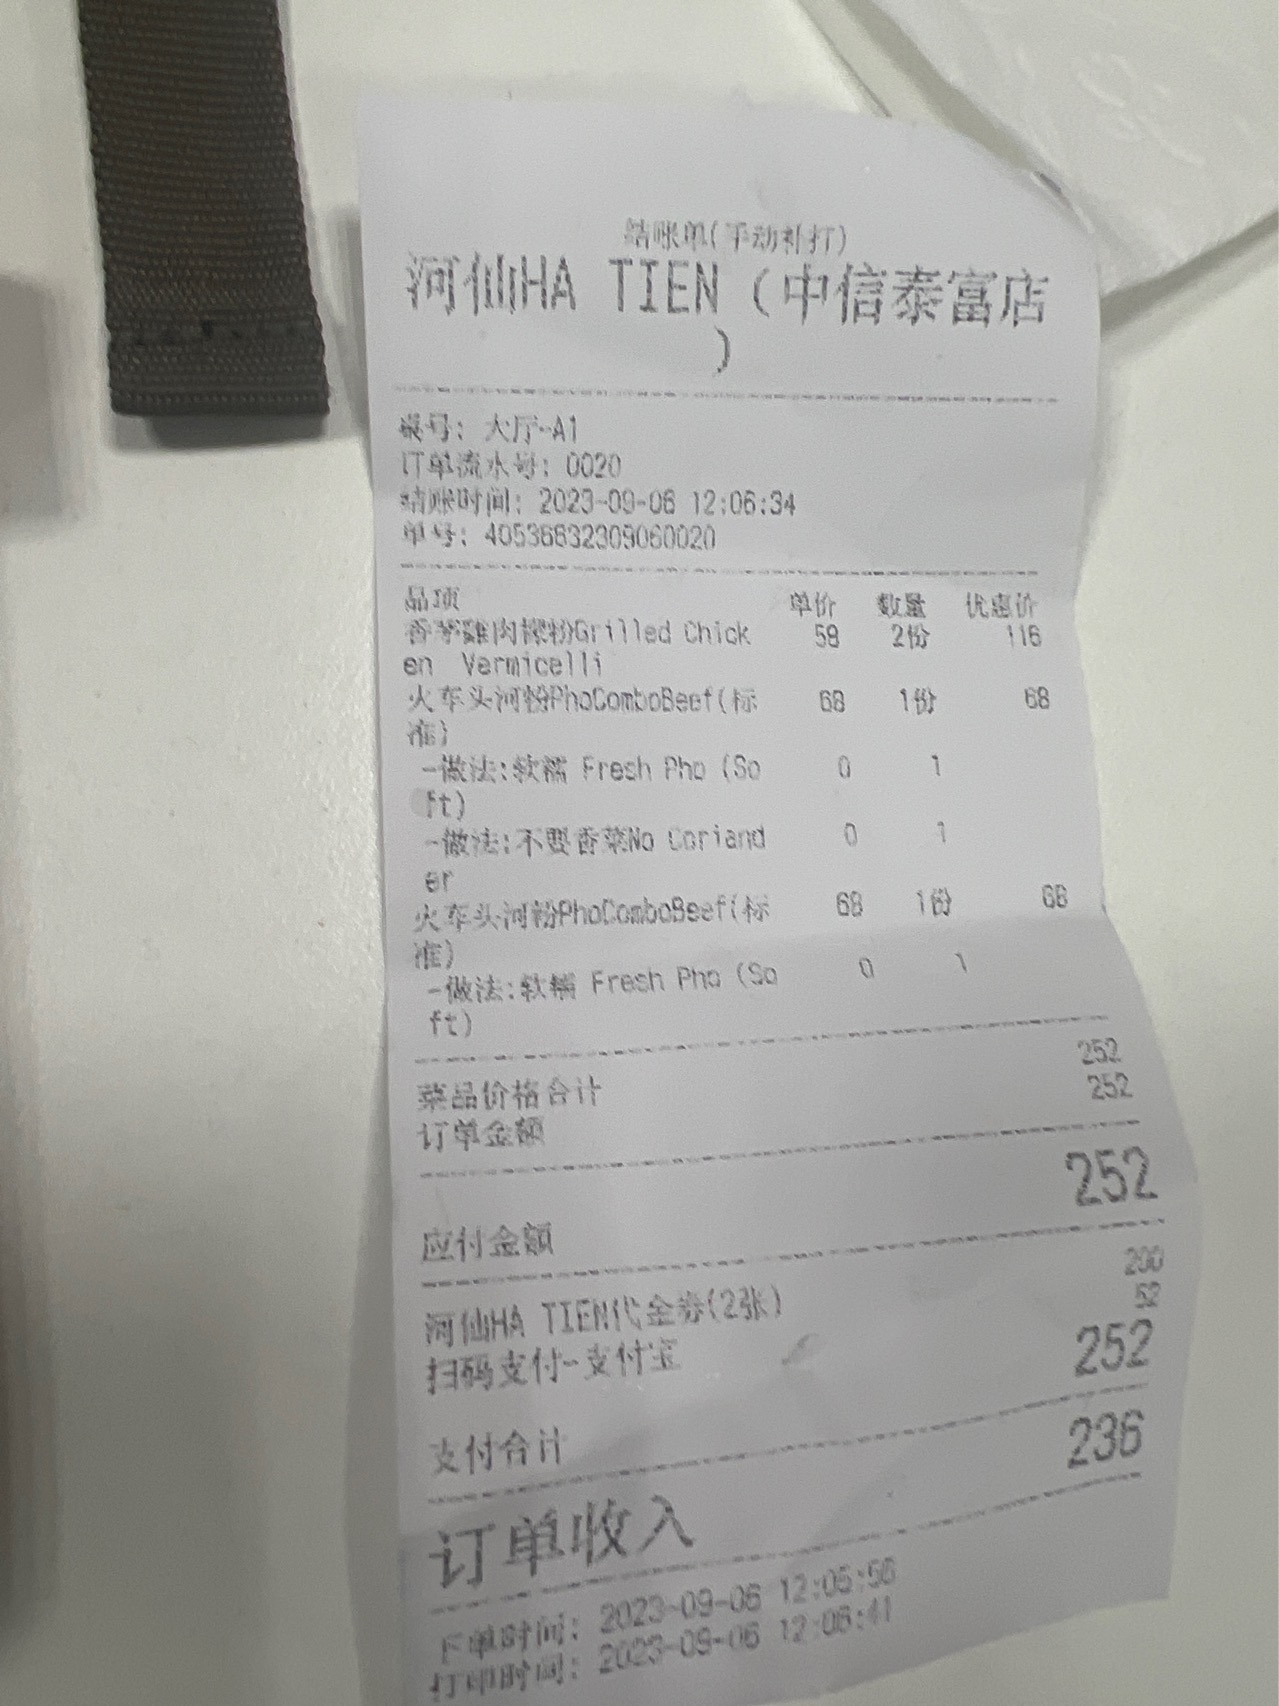 结账单(手动补打)
河仙HA TIEN (中信泰富店
)
桌号: 大厅-A1
订单流水号: 0020
结账时间: 2023-09-06 12:06:34
单号: 40536832309060020
品项 单价 数量 优惠价
香茅雞肉檬粉Grilled Chick 58 2份 116
en Vermicelli
火车头河粉PhoComboBeef(标 68 1份 68
准)
-做法:软糯 Fresh Pho (So 0 1
ft)
-做法:不要香菜No Coriand 0 1
er
火车头河粉PhoComboBeef(标 68 1份 68
准)
-做法:软糯 Fresh Pho (So 0 1
ft)
菜品价格合计 252
订单金额 252
应付金额 252
河仙HA TIEN代金券(2张) 200
扫码支付-支付宝 52
支付合计 252
订单收入 236
下单时间: 2023-09-06 12:05:56
打印时间: 2023-09-06 12:06:41